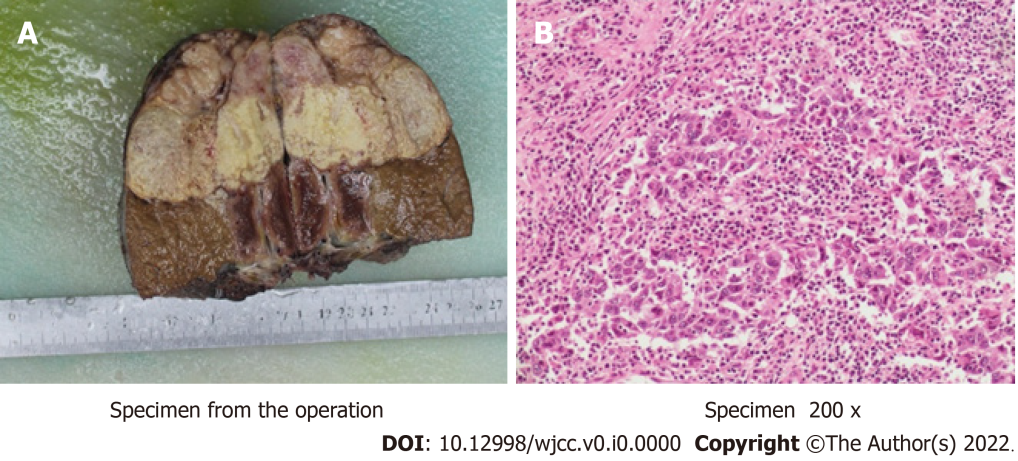 A
B
Specimen from the operation
Specimen 200 x
DOI: 10.12998/wjcc.v0.i0.0000 Copyright ©The Author(s) 2022.